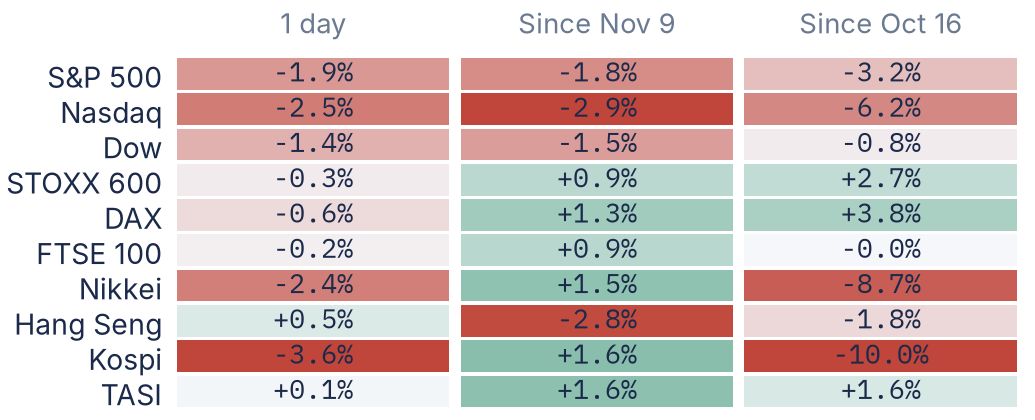 1 day Since Nov 9 Since Oct 16
S&P 500 -1.9% -1.8% -3.2%
Nasdaq -2.5% -2.9% -6.2%
Dow -1.4% -1.5% -0.8%
STOXX 600 -0.3% +0.9% +2.7%
DAX -0.6% +1.3% +3.8%
FTSE 100 -0.2% +0.9% -0.0%
Nikkei -2.4% +1.5% -8.7%
Hang Seng +0.5% -2.8% -1.8%
Kospi -3.6% +1.6% -10.0%
TASI +0.1% +1.6% +1.6%